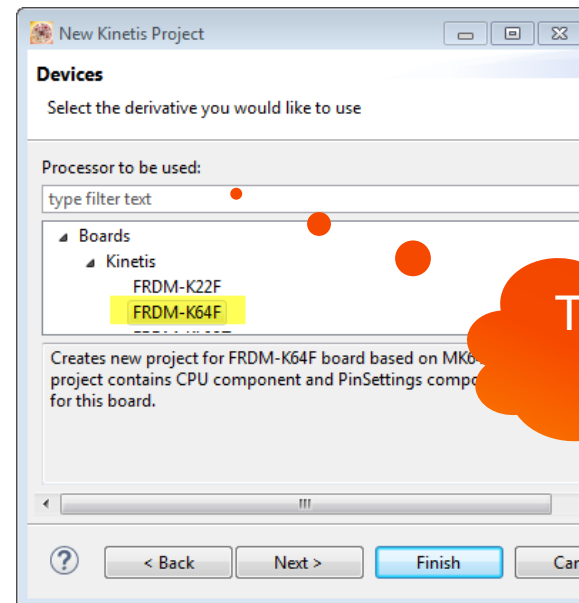 New Kinetis Project
Devices
Select the derivative you would like to use
Processor to be used:
type filter text
Boards
Kinetis
FRDM-K22F
FRDM-K64F
Creates new project for FRDM-K64F board based on
project contains CPU component and PinSettings
for this board.
< Back
Next >
Finish